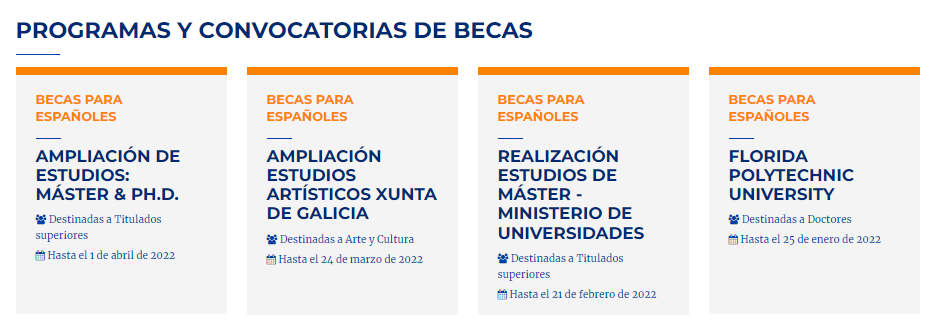 PROGRAMAS Y CONVOCATORIAS DE BECAS
BECAS PARA
ESPAÑOLES
AMPLIACIÓN DE
ESTUDIOS:
MÁSTER & PH.D.
Destinadas a Titulados
superiores
Hasta el 1 de abril de 2022
BECAS PARA
ESPAÑOLES
AMPLIACIÓN
ESTUDIOS
ARTÍSTICOS XUNTA
DE GALICIA
Destinadas a Arte y Cultura
Hasta el 24 de marzo de 2022
BECAS PARA
ESPAÑOLES
REALIZACIÓN
ESTUDIOS DE
MÁSTER -
MINISTERIO DE
UNIVERSIDADES
Destinadas a Titulados
superiores
Hasta el 21 de febrero de 2022
BECAS PARA
ESPAÑOLES
FLORIDA
POLYTECHNIC
UNIVERSITY
Destinadas a Doctores
Hasta el 25 de enero de 2022